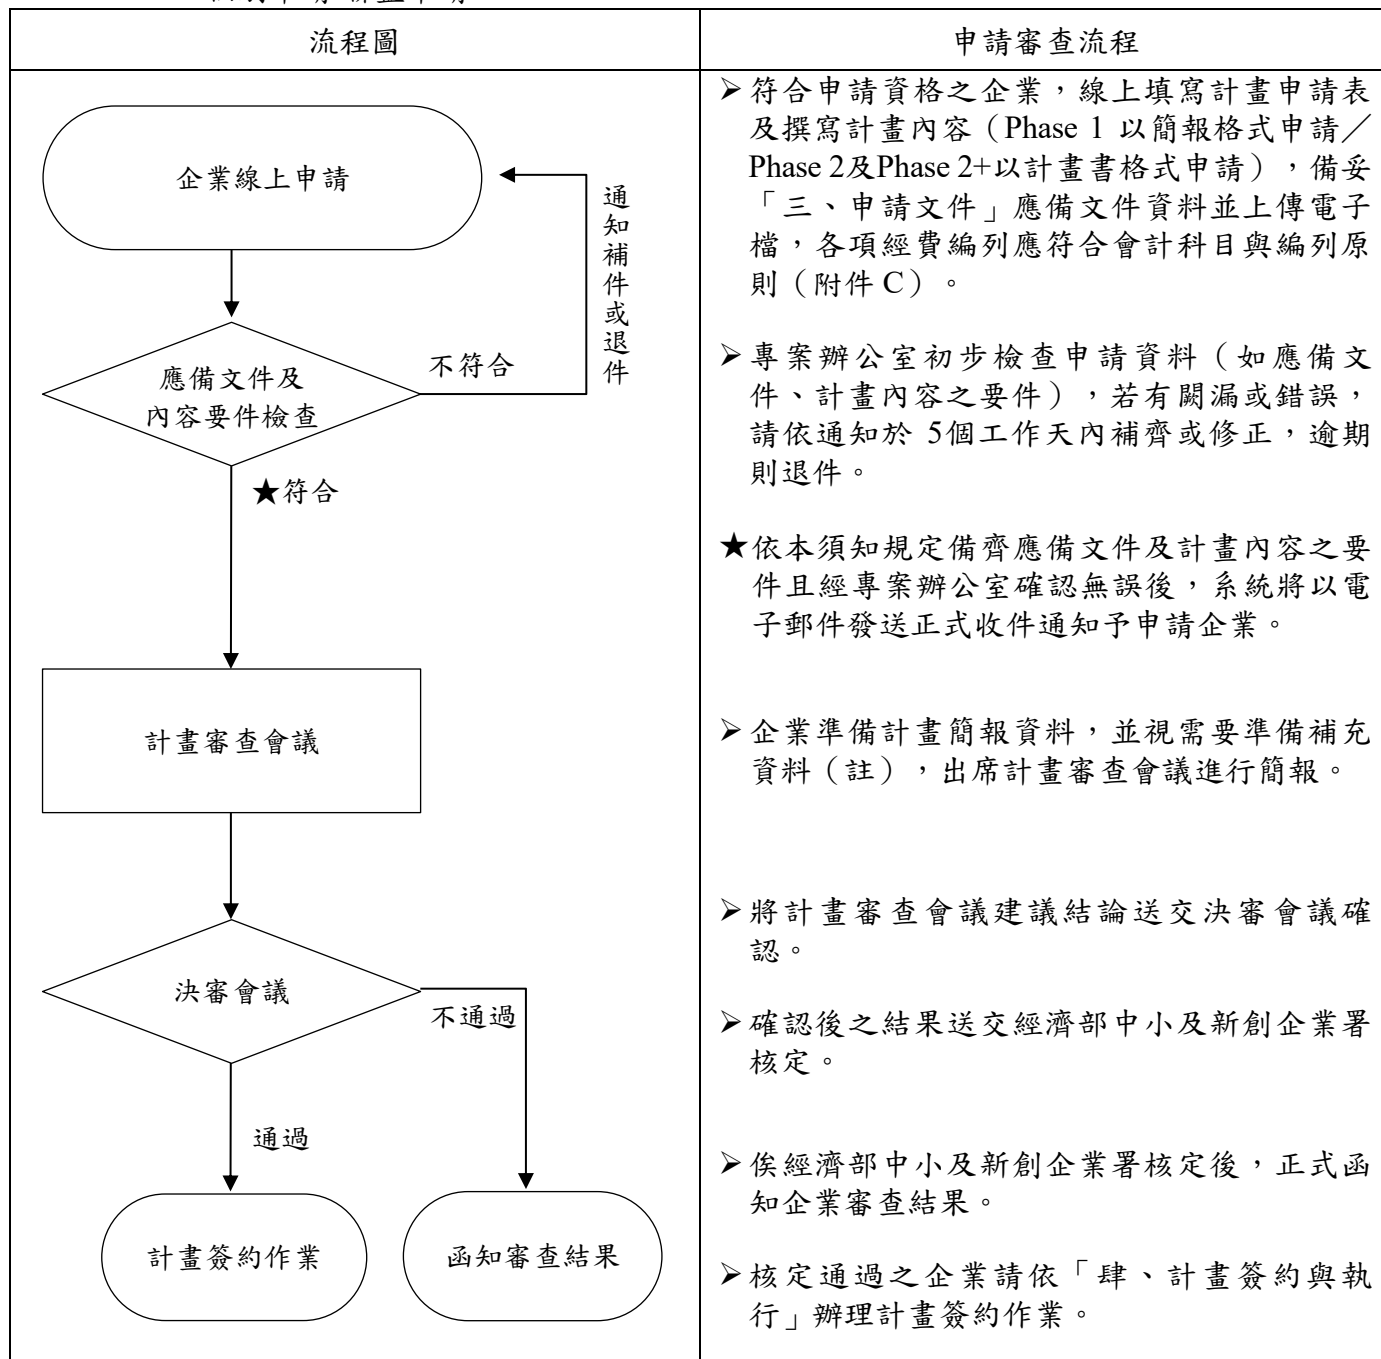 流程圖
申請審查流程
企業線上申請
通知補件或退件
應備文件及
內容要件檢查
不符合
★符合
計畫審查會議
決審會議
不通過
通過
計畫簽約作業
函知審查結果
➢符合申請資格之企業，線上填寫計畫申請表
及撰寫計畫內容（Phase 1 以簡報格式申請／
Phase 2及Phase 2+以計畫書格式申請），備妥
「三、申請文件」應備文件資料並上傳電子
檔，各項經費編列應符合會計科目與編列原
則（附件 C）。
➢專案辦公室初步檢查申請資料（如應備文
件、計畫內容之要件），若有闕漏或錯誤，
請依通知於 5個工作天內補齊或修正，逾期
則退件。
★依本須知規定備齊應備文件及計畫內容之要
件且經專案辦公室確認無誤後，系統將以電
子郵件發送正式收件通知予申請企業。
➢企業準備計畫簡報資料，並視需要準備補充
資料（註），出席計畫審查會議進行簡報。
➢將計畫審查會議建議結論送交決審會議確
認。
➢確認後之結果送交經濟部中小及新創企業署
核定。
➢俟經濟部中小及新創企業署核定後，正式函
知企業審查結果。
➢核定通過之企業請依「肆、計畫簽約與執
行」辦理計畫簽約作業。